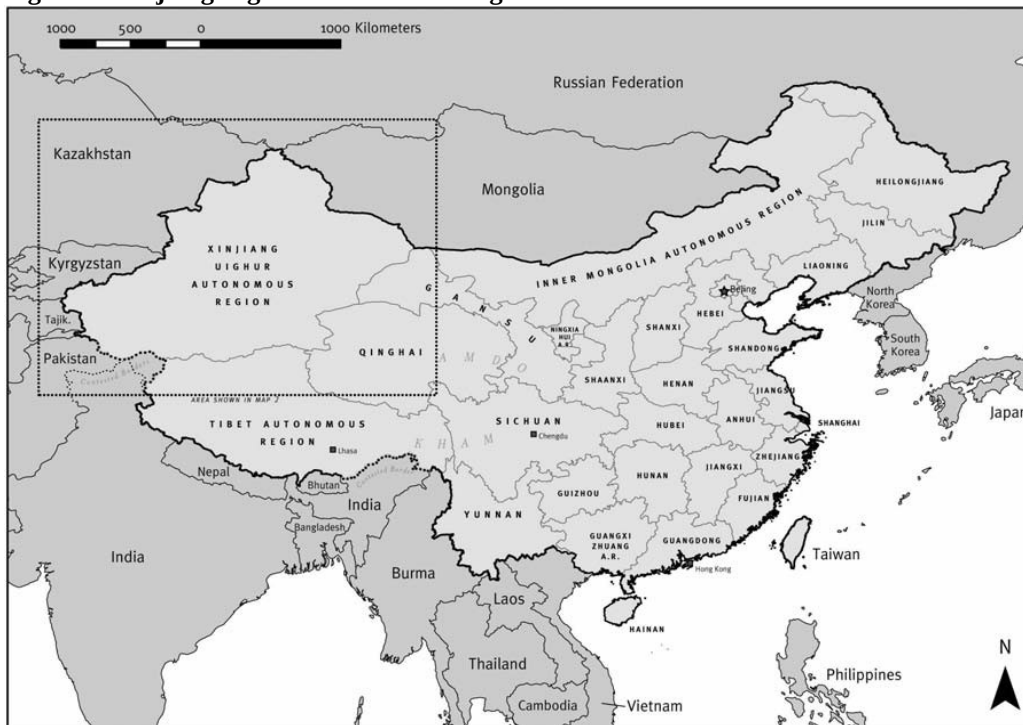 1000 500 0 1000 Kilometers
Russian Federation
Kazakhstan
Mongolia
HEILONGJIANG
JILIN
INNER MONGOLIA AUTONOMOUS REGION
XINJIANG
UIGHUR
AUTONOMOUS
REGION
Kyrgyzstan
LIAONING
Tajik.
GANSU
Beijing
North
Korea
HEBEI
NINGXIA
HUI
A.R.
SHANXI
South
Korea
Pakistan
QINGHAI
AMDO
SHANDONG
Contested Borders
SHAANXI
HENAN
JIANGSU
AREA SHOWN IN MAP 2
Japan
TIBET AUTONOMOUS
REGION
SICHUAN
Chengdu
HUBEI
ANHUI
SHANGHAI
KHAM
Lhasa
ZHEJIANG
Nepal
Contested Borders
Bhutan
HUNAN
JIANGXI
GUIZHOU
FUJIAN
India
YUNNAN
Bangladesh
GUANGXI
ZHUANG
A.R.
GUANGDONG
Taiwan
Hong Kong
India
Burma
Laos
HAINAN
N
Thailand
Philippines
Cambodia
Vietnam